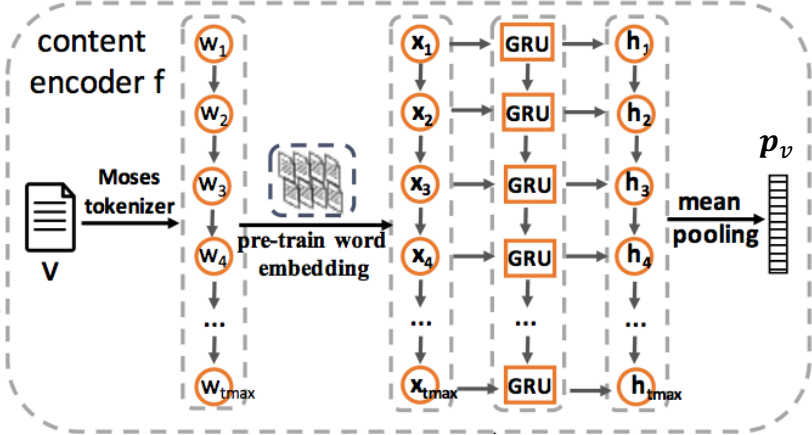 content
encoder f
V
Moses
tokenizer
w1
w2
w3
w4
...
wtmax
pre-train word
embedding
x1
x2
x3
x4
...
xtmax
GRU
GRU
GRU
GRU
...
GRU
h1
h2
h3
h4
...
htmax
mean
pooling
pv